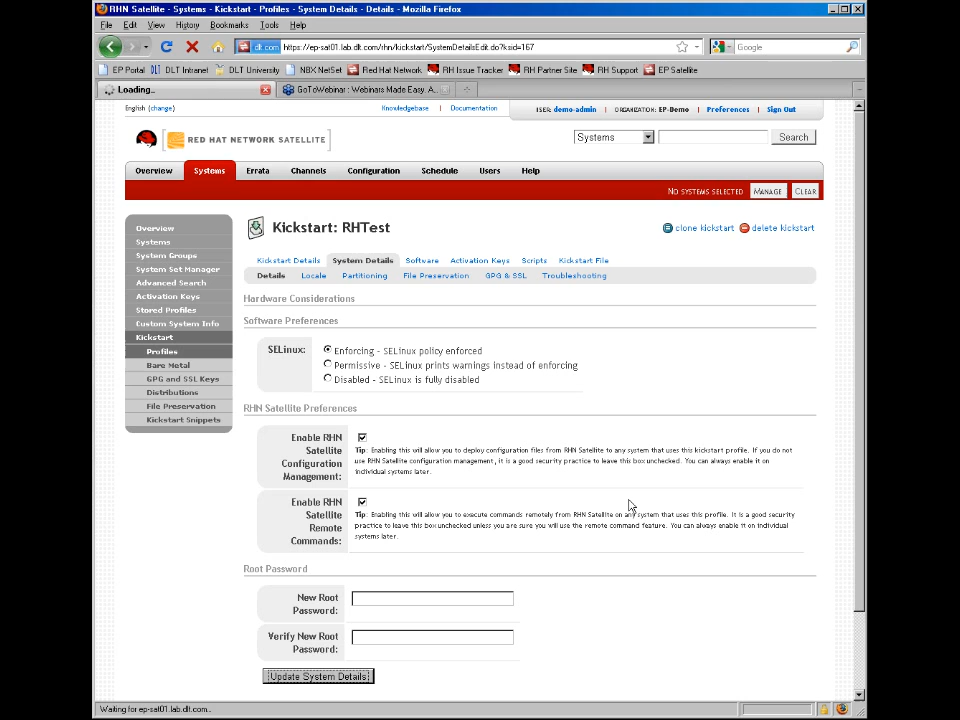 RHN Satellite - Systems - Kickstart - Profiles - System Details - Details - Mozilla Firefox
File Edit View History Bookmarks Tools Help
dlt.com https://ep-sat01.lab.dlt.com/rhn/kickstart/SystemDetailsEdit.do?ksid=167 Google
EP Portal DLT Intranet DLT University NBX NetSet Red Hat Network RH Issue Tracker RH Partner Site RH Support EP Satellite
Loading... GoToWebinar : Webinars Made Easy. A...
English (change) Knowledgebase | Documentation USER: demo-admin | ORGANIZATION: EP-Demo | Preferences | Sign Out
RED HAT NETWORK SATELLITE Systems Search
Overview Systems Errata Channels Configuration Schedule Users Help
NO SYSTEMS SELECTED MANAGE CLEAR
Overview
Systems
System Groups
System Set Manager
Advanced Search
Activation Keys
Stored Profiles
Custom System Info
Kickstart
Profiles
Bare Metal
GPG and SSL Keys
Distributions
File Preservation
Kickstart Snippets
Kickstart: RHTest clone kickstart delete kickstart
Kickstart Details System Details Software Activation Keys Scripts Kickstart File
Details Locale Partitioning File Preservation GPG & SSL Troubleshooting
Hardware Considerations
Software Preferences
SELinux: Enforcing - SELinux policy enforced
Permissive - SELinux prints warnings instead of enforcing
Disabled - SELinux is fully disabled
RHN Satellite Preferences
Enable RHN Satellite Configuration Management:
Tip: Enabling this will allow you to deploy configuration files from RHN Satellite to any system that uses this kickstart profile. If you do not
use RHN Satellite configuration management, it is a good security practice to leave this box unchecked. You can always enable it on
individual systems later.
Enable RHN Satellite Remote Commands:
Tip: Enabling this will allow you to execute commands remotely from RHN Satellite on any system that uses this profile. It is a good security
practice to leave this box unchecked unless you are sure you will use the remote command feature. You can always enable it on individual
systems later.
Root Password
New Root Password:
Verify New Root Password:
Update System Details
Waiting for ep-sat01.lab.dlt.com..